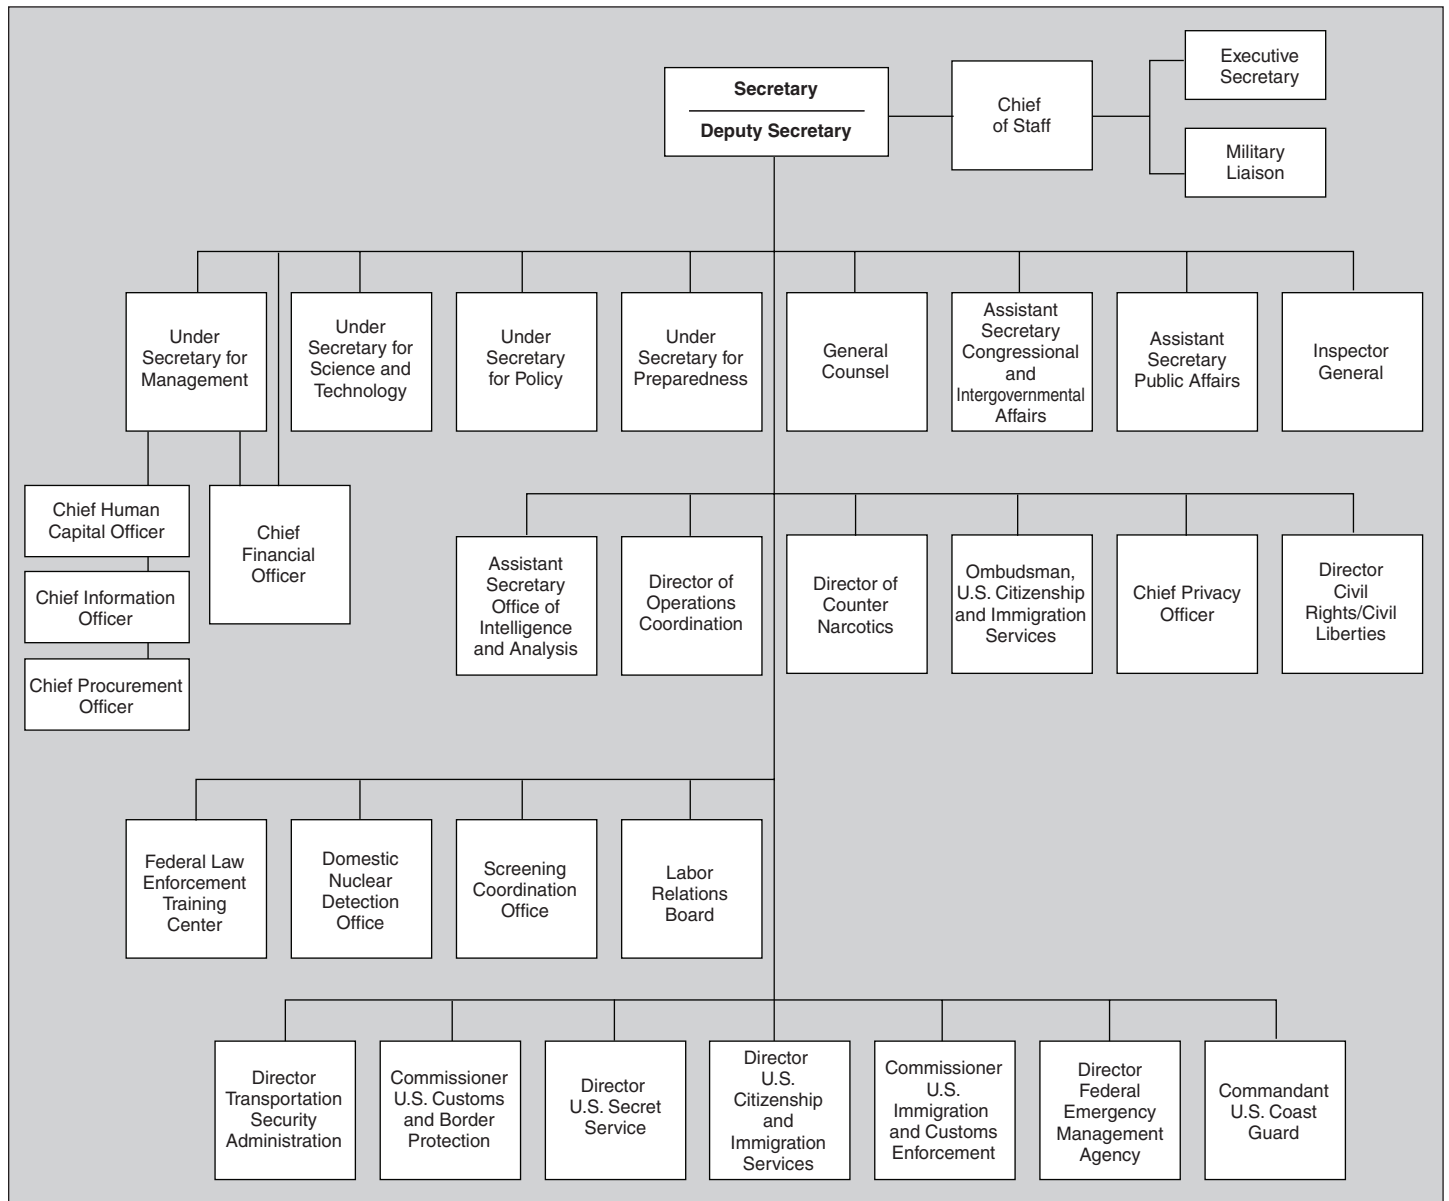 Secretary
Deputy Secretary
Chief
of Staff
Executive
Secretary
Military
Liaison
Under
Secretary for
Management
Under
Secretary for
Science and
Technology
Under
Secretary
for Policy
Under
Secretary for
Preparedness
General
Counsel
Assistant
Secretary
Congressional
and
Intergovernmental
Affairs
Assistant
Secretary
Public Affairs
Inspector
General
Chief Human
Capital Officer
Chief Information
Officer
Chief Procurement
Officer
Chief
Financial
Officer
Assistant
Secretary
Office of
Intelligence
and Analysis
Director of
Operations
Coordination
Director of
Counter
Narcotics
Ombudsman,
U.S. Citizenship
and Immigration
Services
Chief Privacy
Officer
Director
Civil
Rights/Civil
Liberties
Federal Law
Enforcement
Training
Center
Domestic
Nuclear
Detection
Office
Screening
Coordination
Office
Labor
Relations
Board
Director
Transportation
Security
Administration
Commissioner
U.S. Customs
and Border
Protection
Director
U.S. Secret
Service
Director
U.S.
Citizenship
and
Immigration
Services
Commissioner
U.S.
Immigration
and Customs
Enforcement
Director
Federal
Emergency
Management
Agency
Commandant
U.S. Coast
Guard